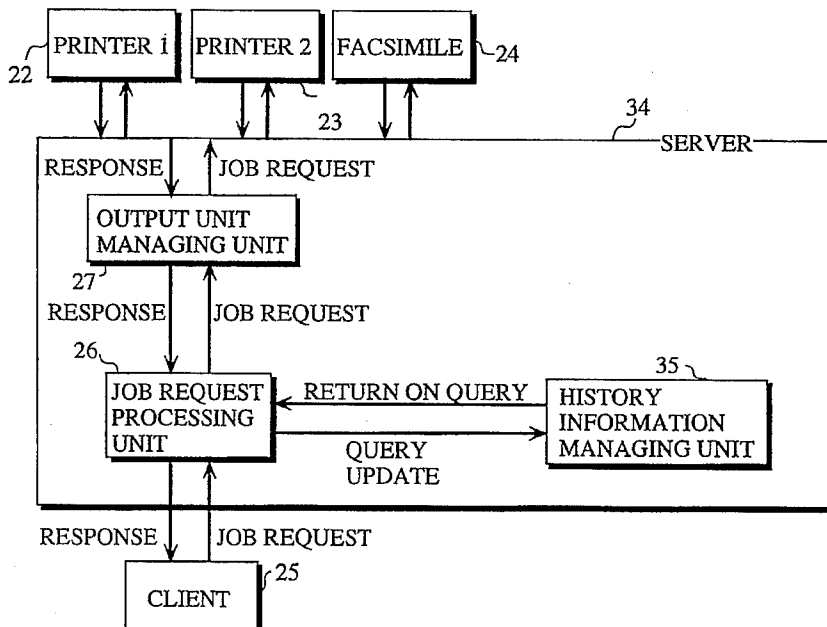 PRINTER 1
PRINTER 2
FACSIMILE
22
23
24
34
SERVER
RESPONSE
JOB REQUEST
OUTPUT UNIT
MANAGING UNIT
27
RESPONSE
JOB REQUEST
26
35
JOB REQUEST
PROCESSING
UNIT
RETURN ON QUERY
HISTORY
INFORMATION
MANAGING UNIT
QUERY
UPDATE
RESPONSE
JOB REQUEST
25
CLIENT